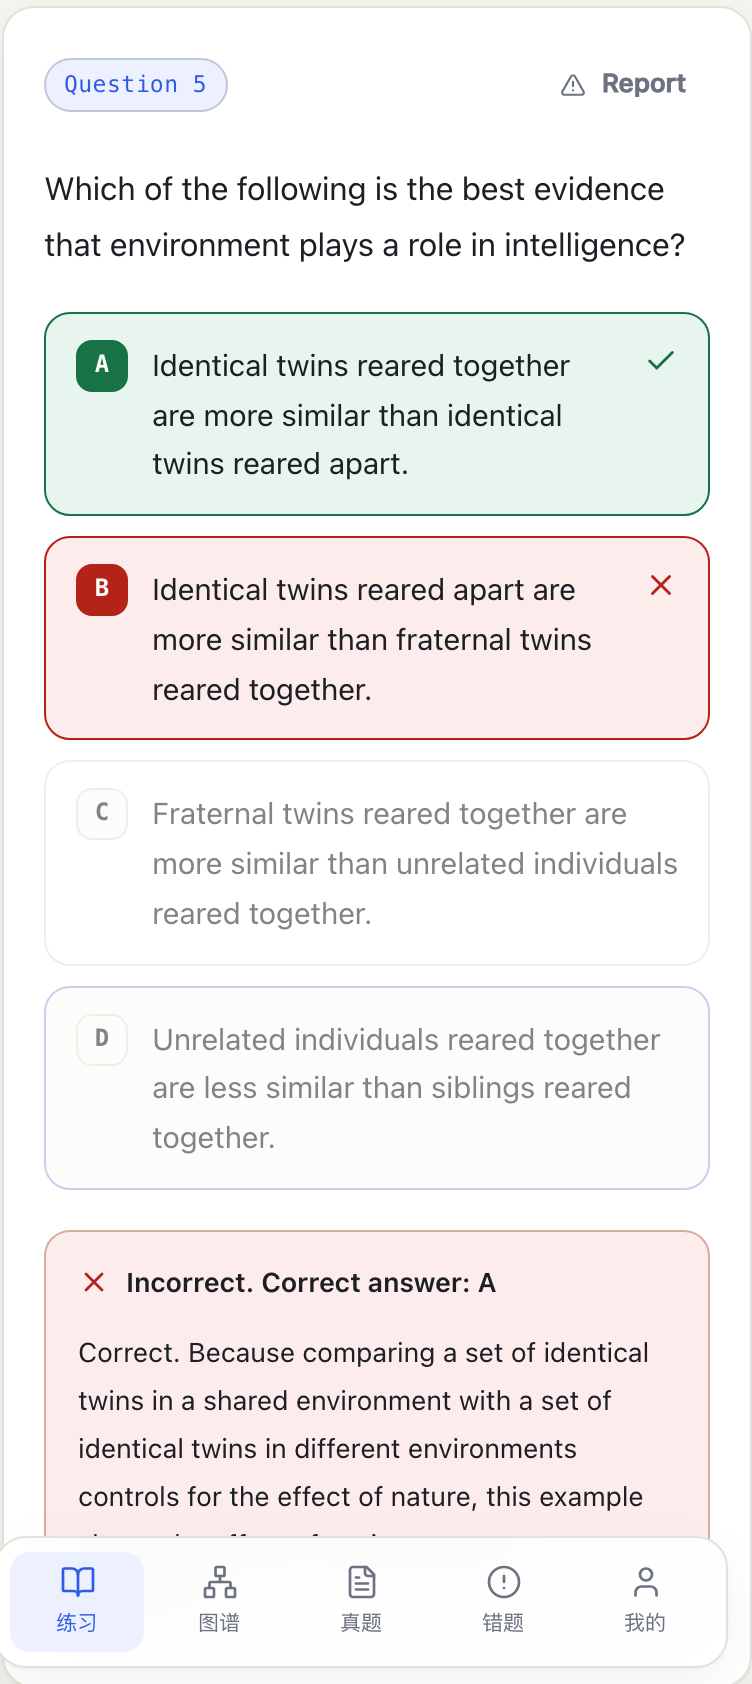 Question 5
Report
Which of the following is the best evidence
that environment plays a role in intelligence?
A
Identical twins reared together
are more similar than identical
twins reared apart.
B
Identical twins reared apart are
more similar than fraternal twins
reared together.
C
Fraternal twins reared together are
more similar than unrelated individuals
reared together.
D
Unrelated individuals reared together
are less similar than siblings reared
together.
Incorrect. Correct answer: A
Correct. Because comparing a set of identical
twins in a shared environment with a set of
identical twins in different environments
controls for the effect of nature, this example
练习
图谱
真题
错题
我的